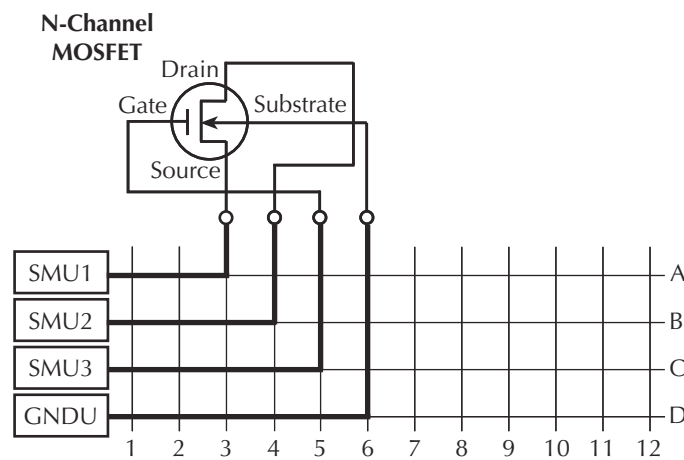 N-Channel
MOSFET
Drain
Gate
Substrate
Source
SMU1
A
SMU2
B
SMU3
C
GNDU
D
1 2 3 4 5 6 7 8 9 10 11 12